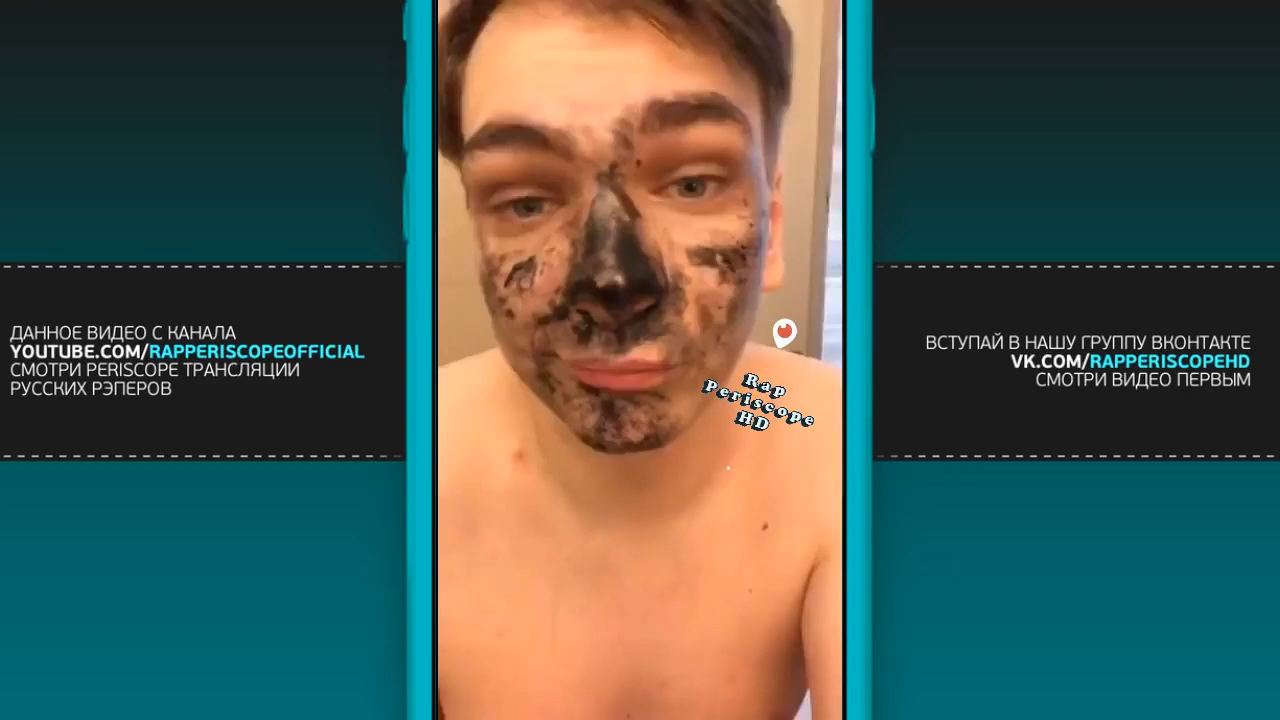 ДАННОЕ ВИДЕО С КАНАЛА
YOUTUBE.COM/RAPPERISCOPEOFFICIAL
СМОТРИ PERISCOPE ТРАНСЛЯЦИИ
РУССКИХ РЭПЕРОВ
Rap
Periscope
HD
ВСТУПАЙ В НАШУ ГРУППУ ВКОНТАКТЕ
VK.COM/RAPPERISCOPEHD
СМОТРИ ВИДЕО ПЕРВЫМ